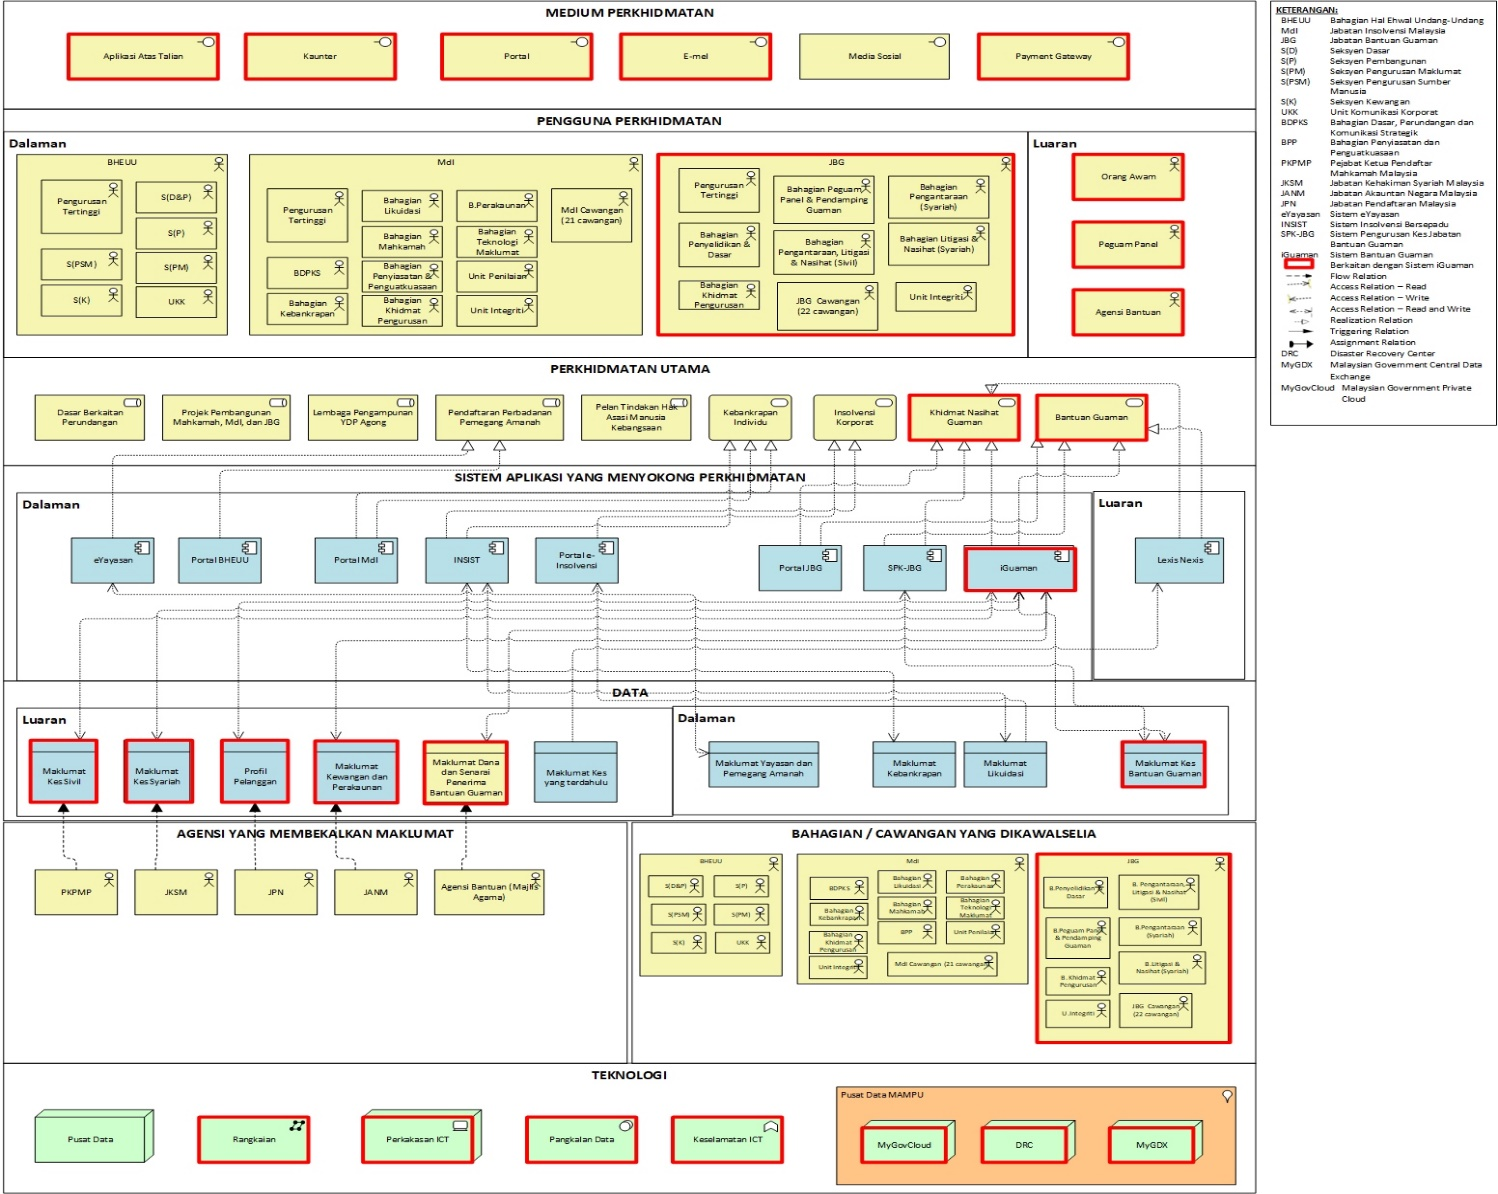 MEDIUM PERKHIDMATAN
Aplikasi Atas Talian
Kaunter
Portal
E-mel
Media Sosial
Payment Gateway
PENGGUNA PERKHIDMATAN
Dalaman
BHEUU
Pengurusan
Tertinggi
S(D&P)
S(P)
S(PSM)
S(PM)
S(K)
UKK
MdI
Pengurusan
Tertinggi
Bahagian
Likuidasi
B.Perakaunan
MdI Cawangan
(21 cawangan)
Bahagian
Mahkamah
Bahagian
Teknologi
Maklumat
BDPKS
Bahagian
Penyiasatan &
Penguatkuasaan
Unit Penilaian
Bahagian
Kebankrapan
Bahagian
Khidmat
Pengurusan
Unit Integriti
JBG
Pengurusan
Tertinggi
Bahagian Peguam
Panel & Pendamping
Guaman
Bahagian
Pengantaraan
(Syariah)
Bahagian
Penyelidikan &
Dasar
Bahagian
Pengantaraan, Litigasi
& Nasihat (Sivil)
Bahagian Litigasi &
Nasihat (Syariah)
Bahagian
Khidmat
Pengurusan
JBG Cawangan
(22 cawangan)
Unit Integriti
Luaran
Orang Awam
Peguam Panel
Agensi Bantuan
PERKHIDMATAN UTAMA
Dasar Berkaitan
Perundangan
Projek Pembangunan
Mahkamah, MdI, dan JBG
Lembaga Pengampunan
YDP Agong
Pendaftaran Perbadanan
Pemegang Amanah
Pelan Tindakan Hak
Asasi Manusia
Kebangsaan
Kebankrapan
Individu
Insolvensi
Korporat
Khidmat Nasihat
Guaman
Bantuan Guaman
SISTEM APLIKASI YANG MENYOKONG PERKHIDMATAN
Dalaman
eYayasan
Portal BHEUU
Portal MdI
INSIST
Portal e-
Insolvensi
Portal JBG
SPK-JBG
iGuaman
Luaran
Lexis Nexis
DATA
Luaran
Maklumat
Kes Sivil
Maklumat
Kes Syariah
Profil
Pelanggan
Maklumat
Kewangan dan
Perakaunan
Maklumat Dana
dan Senarai
Penerima
Bantuan Guaman
Maklumat Kes
yang terdahulu
Dalaman
Maklumat Yayasan dan
Pemegang Amanah
Maklumat
Kebankrapan
Maklumat
Likuidasi
Maklumat Kes
Bantuan Guaman
AGENSI YANG MEMBEKALKAN MAKLUMAT
PKPMP
JKSM
JPN
JANM
Agensi Bantuan (Majlis
Agama)
BAHAGIAN / CAWANGAN YANG DIKAWALSELIA
BHEUU
S(D&P)
S(P)
S(PSM)
S(PM)
S(K)
UKK
MdI
BDPKS
Bahagian
Likuidasi
Bahagian
Perakaunan
Bahagian
Kebankrapan
Bahagian
Mahkamah
Bahagian
Teknologi
Maklumat
Bahagian
Khidmat
Pengurusan
BPP
Unit Penilaian
Unit Integriti
MdI Cawangan (21 cawangan)
JBG
B.Penyelidikan &
Dasar
B. Pengantaraan,
Litigasi & Nasihat
(Sivil)
B.Peguam Panel
& Pendamping
Guaman
B.Pengantaraan
(Syariah)
B. Khidmat
Pengurusan
B.Litigasi &
Nasihat (Syariah)
U.Integriti
JBG Cawangan
(22 cawangan)
TEKNOLOGI
Pusat Data
Rangkaian
Perkakasan ICT
Pangkalan Data
Keselamatan ICT
Pusat Data MAMPU
MyGovCloud
DRC
MyGDX
KETERANGAN:
BHEUU Bahagian Hal Ehwal Undang-Undang
MdI Jabatan Insolvensi Malaysia
JBG Jabatan Bantuan Guaman
S(D) Seksyen Dasar
S(P) Seksyen Pembangunan
S(PM) Seksyen Pengurusan Maklumat
S(PSM) Seksyen Pengurusan Sumber
Manusia
S(K) Seksyen Kewangan
UKK Unit Komunikasi Korporat
BDPKS Bahagian Dasar, Perundangan dan
Komunikasi Strategik
BPP Bahagian Penyiasatan dan
Penguatkuasaan
PKPMP Pejabat Ketua Pendaftar
Mahkamah Malaysia
JKSM Jabatan Kehakiman Syariah Malaysia
JANM Jabatan Akauntan Negara Malaysia
JPN Jabatan Pendaftaran Malaysia
eYayasan Sistem eYayasan
INSIST Sistem Insolvensi Bersepadu
SPK-JBG Sistem Pengurusan Kes Jabatan
Bantuan Guaman
iGuaman Sistem Bantuan Guaman
Berkaitan dengan Sistem iGuaman
Flow Relation
Access Relation – Read
Access Relation – Write
Access Relation – Read and Write
Realization Relation
Triggering Relation
Assignment Relation
DRC Disaster Recovery Center
MyGDX Malaysian Government Central Data
Exchange
MyGovCloud Malaysian Government Private
Cloud